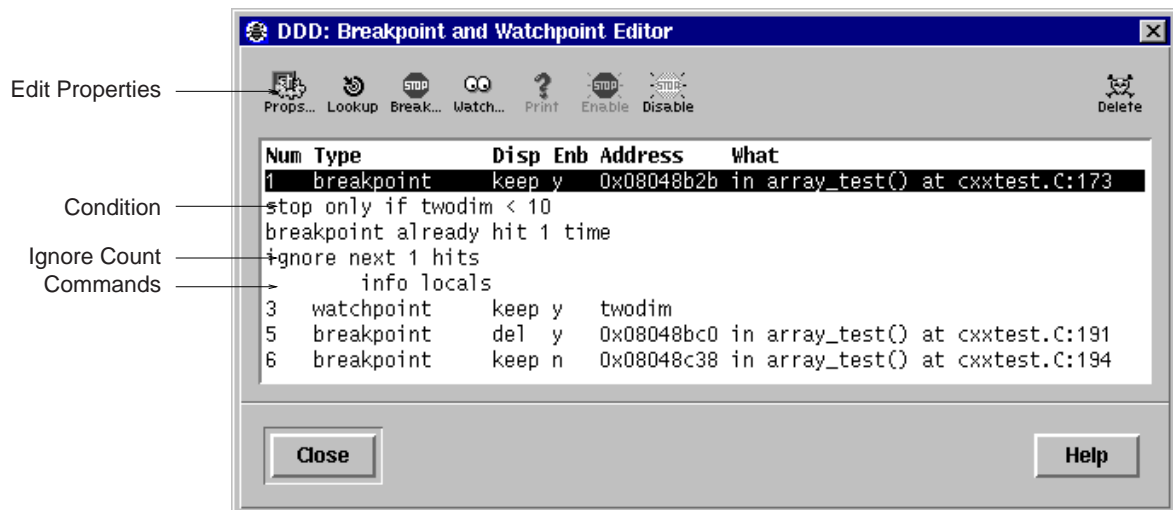 DDD: Breakpoint and Watchpoint Editor
Edit Properties
Props... Lookup Break... Watch... Print Enable Disable Delete
Num Type Disp Enb Address What
1 breakpoint keep y 0x08048b2b in array_test() at cxxtest.C:173
Condition
stop only if twodim < 10
breakpoint already hit 1 time
Ignore Count
ignore next 1 hits
Commands
info locals
3 watchpoint keep y twodim
5 breakpoint del y 0x08048bc0 in array_test() at cxxtest.C:191
6 breakpoint keep n 0x08048c38 in array_test() at cxxtest.C:194
Close Help